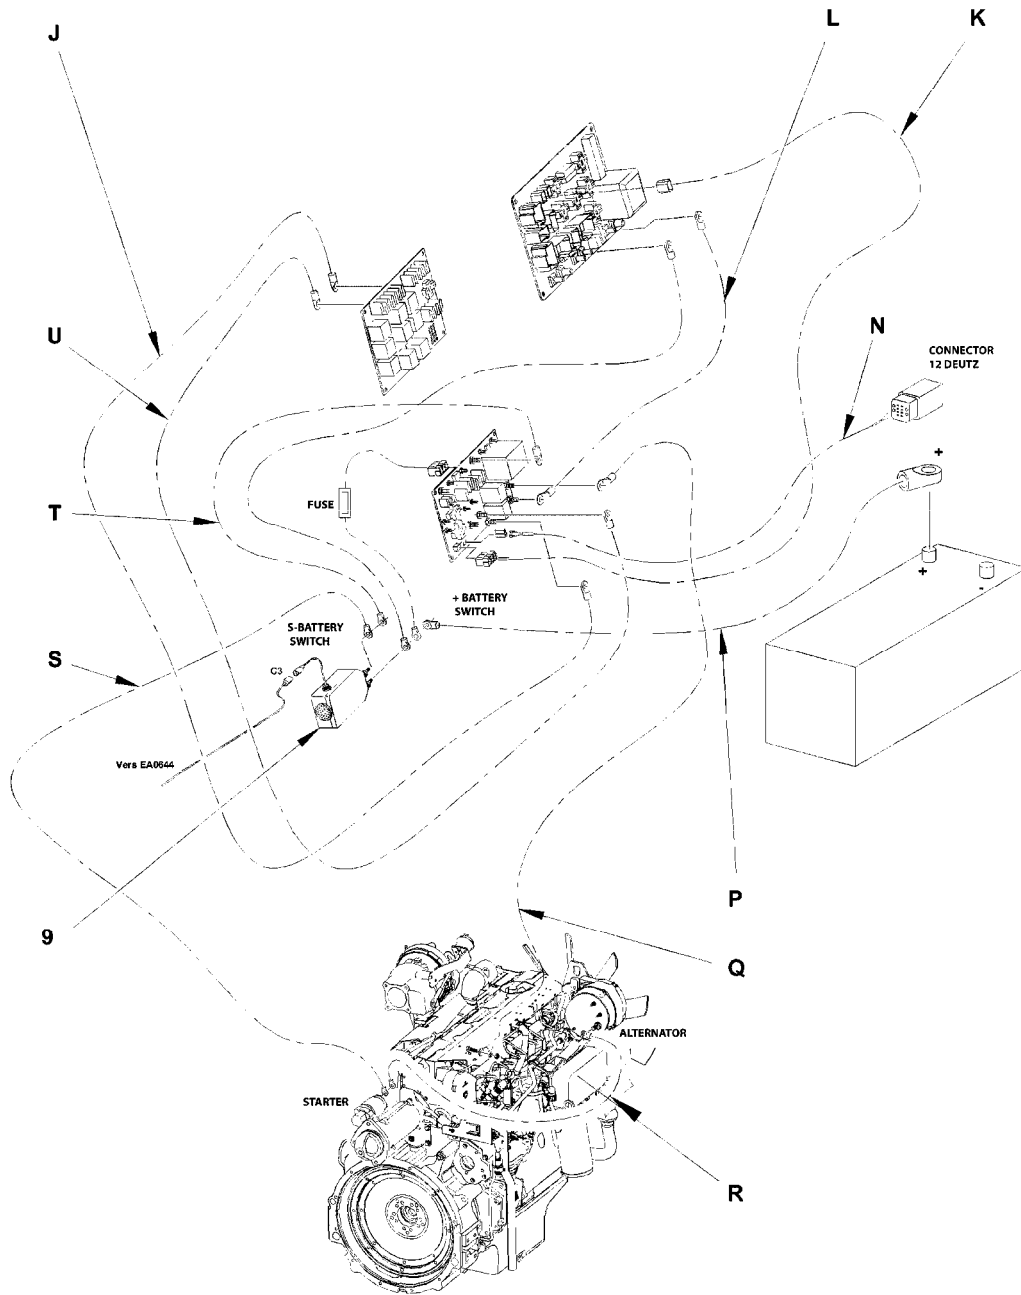 J
L
K
U
N
CONNECTOR
12 DEUTZ
+
FUSE
T
+
-
+ BATTERY
SWITCH
S-BATTERY
SWITCH
S
C3
Vers EA0644
P
9
Q
ALTERNATOR
STARTER
R